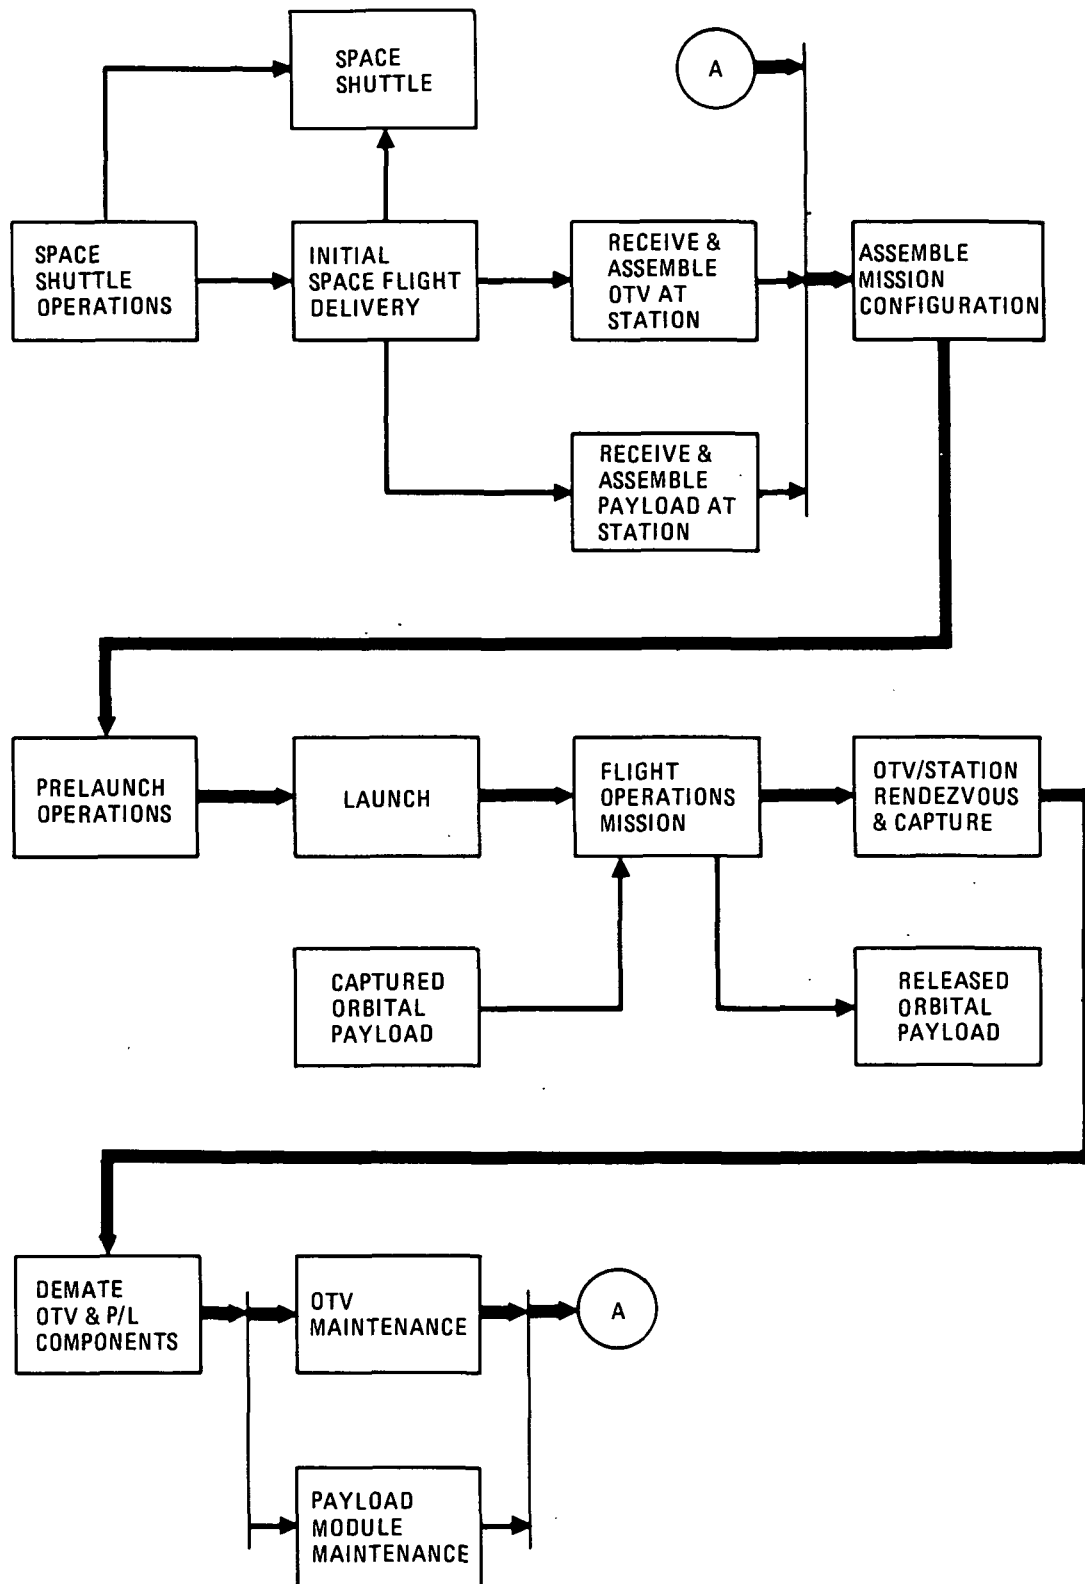 SPACE
SHUTTLE
A
SPACE
SHUTTLE
OPERATIONS
INITIAL
SPACE FLIGHT
DELIVERY
RECEIVE &
ASSEMBLE
OTV AT
STATION
ASSEMBLE
MISSION
CONFIGURATION
RECEIVE &
ASSEMBLE
PAYLOAD AT
STATION
PRELAUNCH
OPERATIONS
LAUNCH
FLIGHT
OPERATIONS
MISSION
OTV/STATION
RENDEZVOUS
& CAPTURE
CAPTURED
ORBITAL
PAYLOAD
RELEASED
ORBITAL
PAYLOAD
DEMATE
OTV & P/L
COMPONENTS
OTV
MAINTENANCE
A
PAYLOAD
MODULE
MAINTENANCE